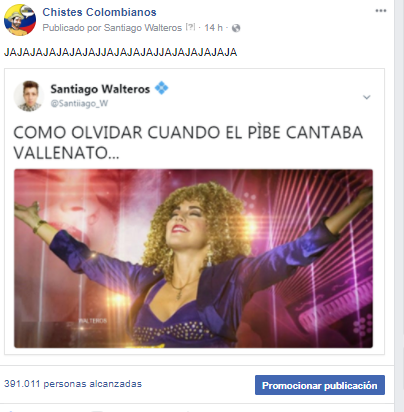 Chistes Colombianos
Publicado por Santiago Walteros [?] · 14 h ·
JAJAJAJAJAJAJAJJAJAJAJAJJAJAJAJAJAJA
Santiago Walteros
@Santiiago_W
COMO OLVIDAR CUANDO EL PÌBE CANTABA
VALLENATO...
WALTEROS
391.011 personas alcanzadas
Promocionar publicación